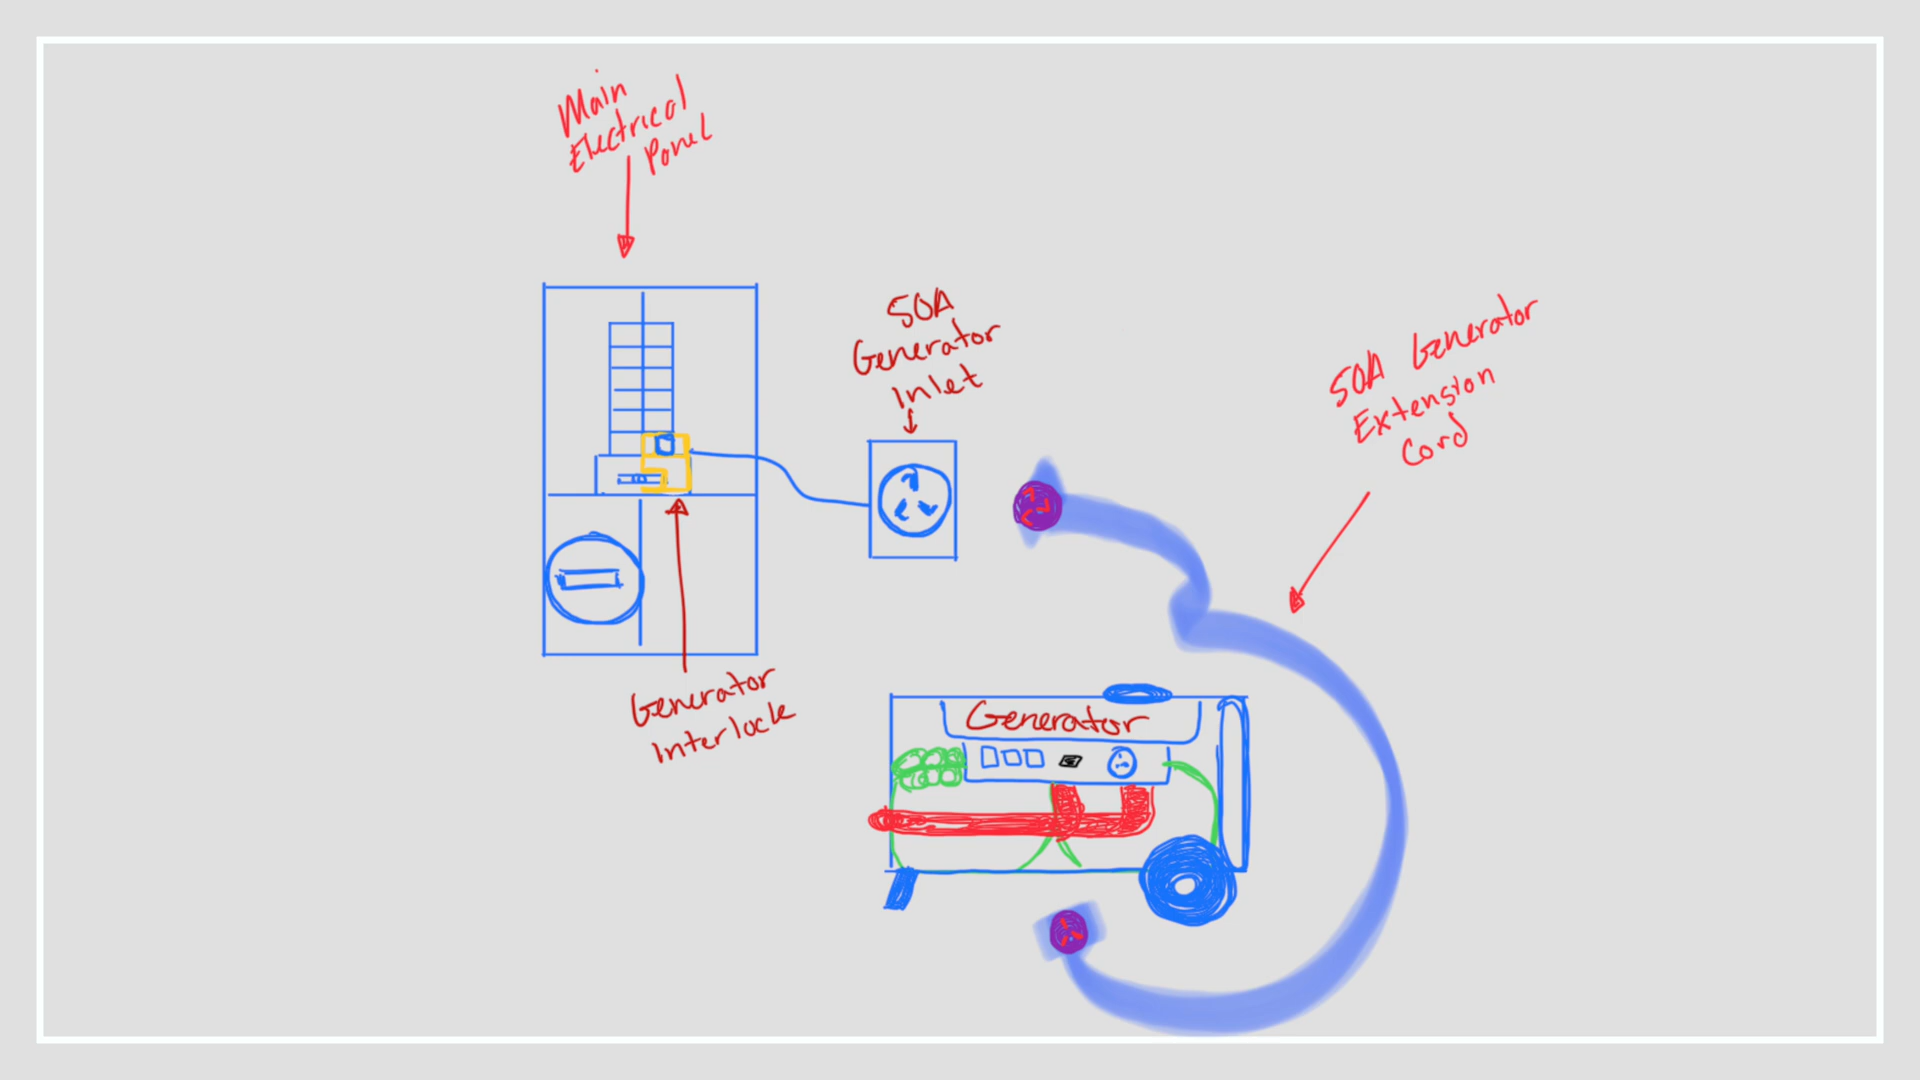 Main
Electrical
Panel
50A
Generator
Inlet
50A Generator
Extension
Cord
Generator
Interlock
Generator